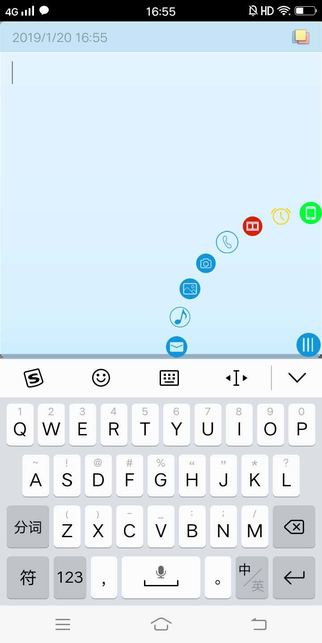 4G 16:55 HD
2019/1/20 16:55
1 2 3 4 5 6 7 8 9 0
Q W E R T Y U I O P
~ ! @ # % “ ” * ?
A S D F G H J K L
( ) - _ : ; /
Z X C V B N M
分词
符 123 , 。 中/英